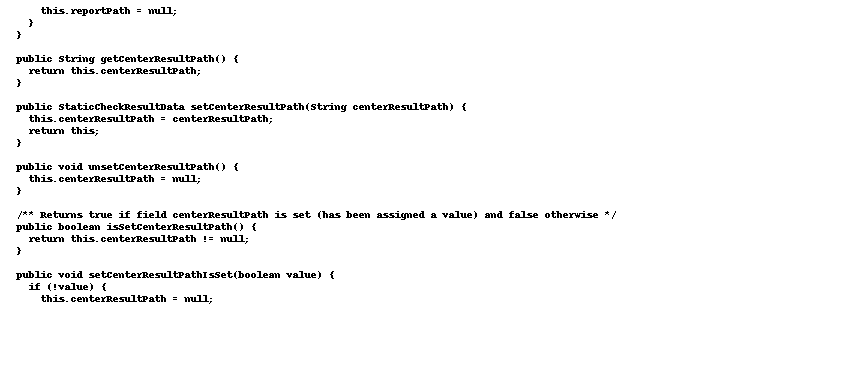 this.reportPath = null;
}
}
public String getCenterResultPath() {
return this.centerResultPath;
}
public StaticCheckResultData setCenterResultPath(String centerResultPath) {
this.centerResultPath = centerResultPath;
return this;
}
public void unsetCenterResultPath() {
this.centerResultPath = null;
}
/** Returns true if field centerResultPath is set (has been assigned a value) and false otherwise */
public boolean isSetCenterResultPath() {
return this.centerResultPath != null;
}
public void setCenterResultPathIsSet(boolean value) {
if (!value) {
this.centerResultPath = null;